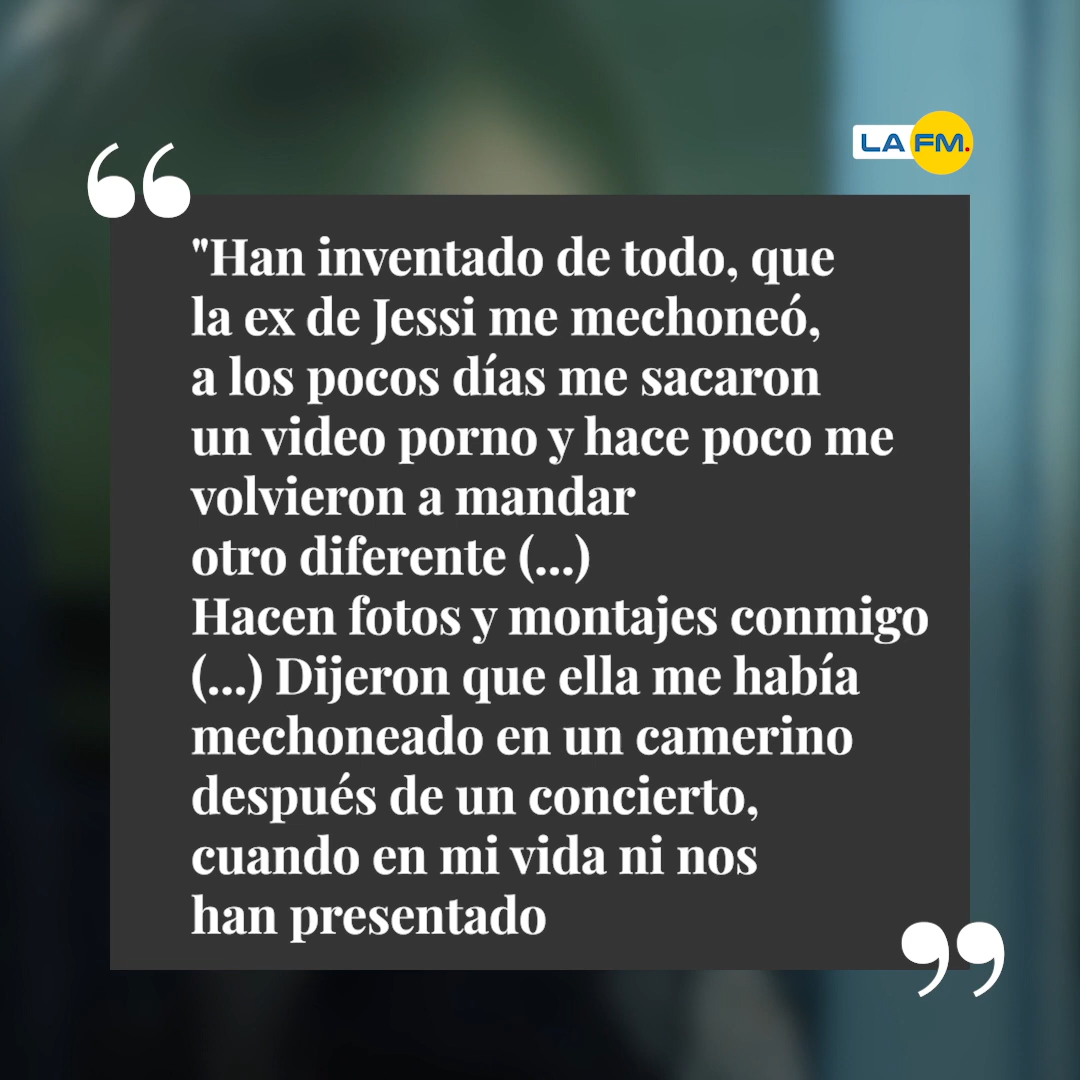 LA FM.
"Han inventado de todo, que
la ex de Jessi me mechoneó,
a los pocos días me sacaron
un video porno y hace poco me
volvieron a mandar
otro diferente (...)
Hacen fotos y montajes conmigo
(...) Dijeron que ella me había
mechoneado en un camerino
después de un concierto,
cuando en mi vida ni nos
han presentado